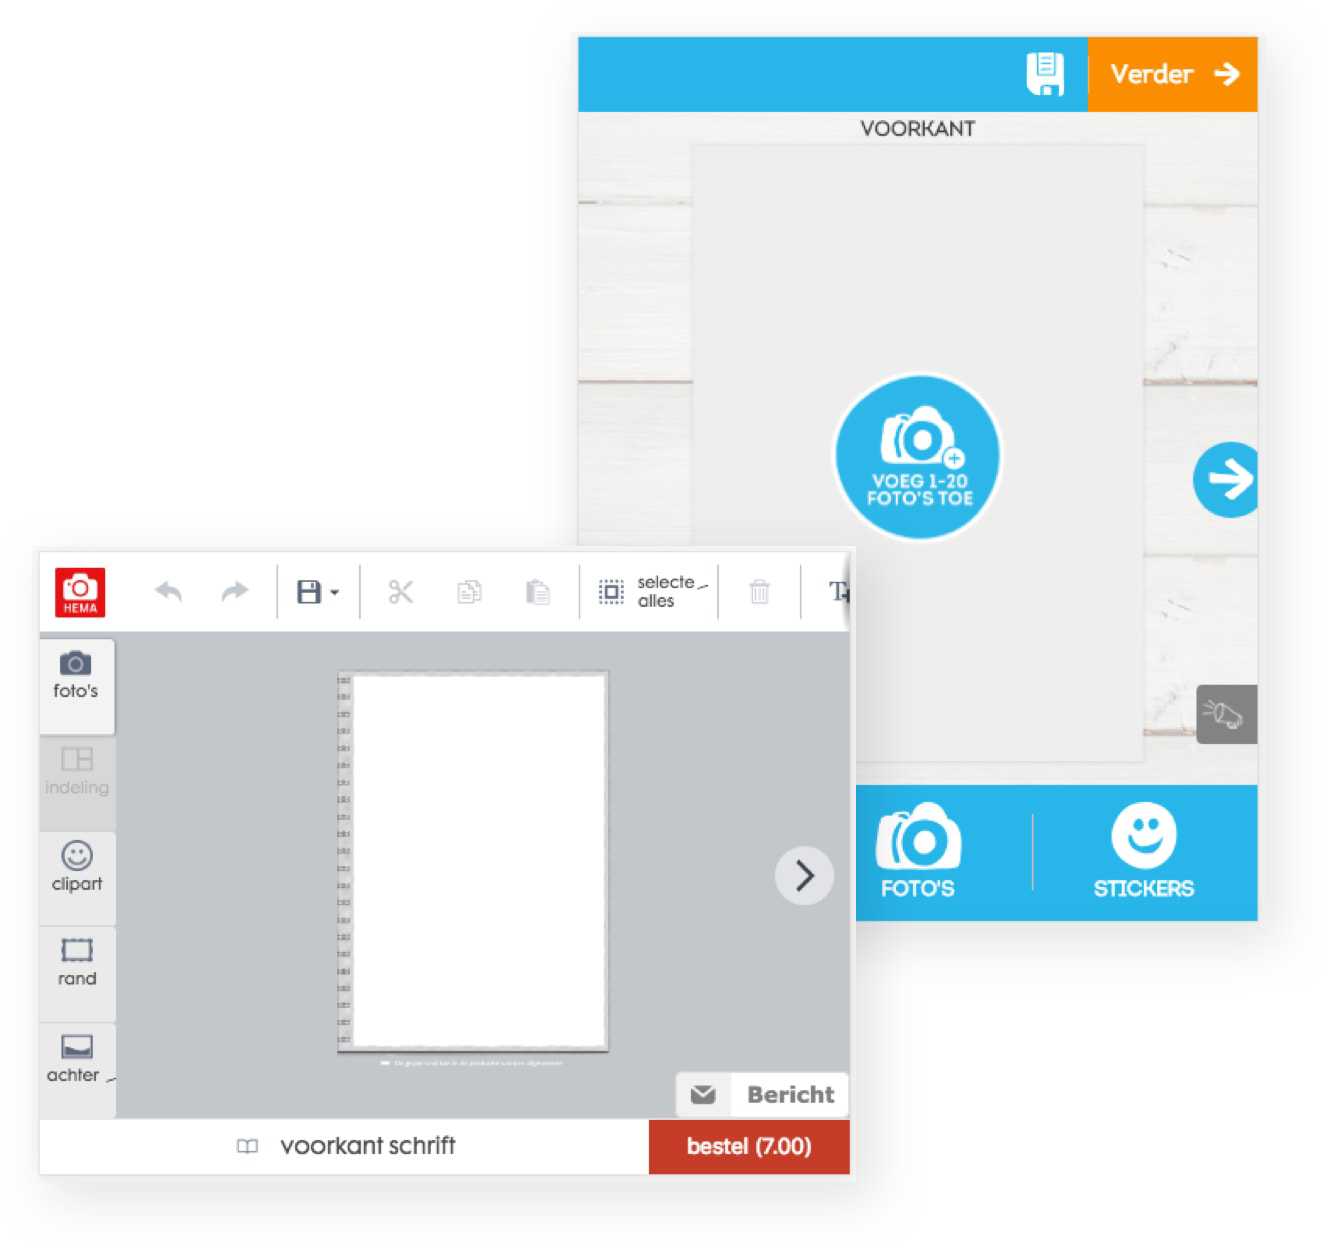 Verder
VOORKANT
VOEG 1-20
FOTO'S TOE
FOTO'S
STICKERS
HEMA
selecte
alles
foto's
indeling
clipart
rand
achter
Bericht
voorkant schrift
bestel (7.00)